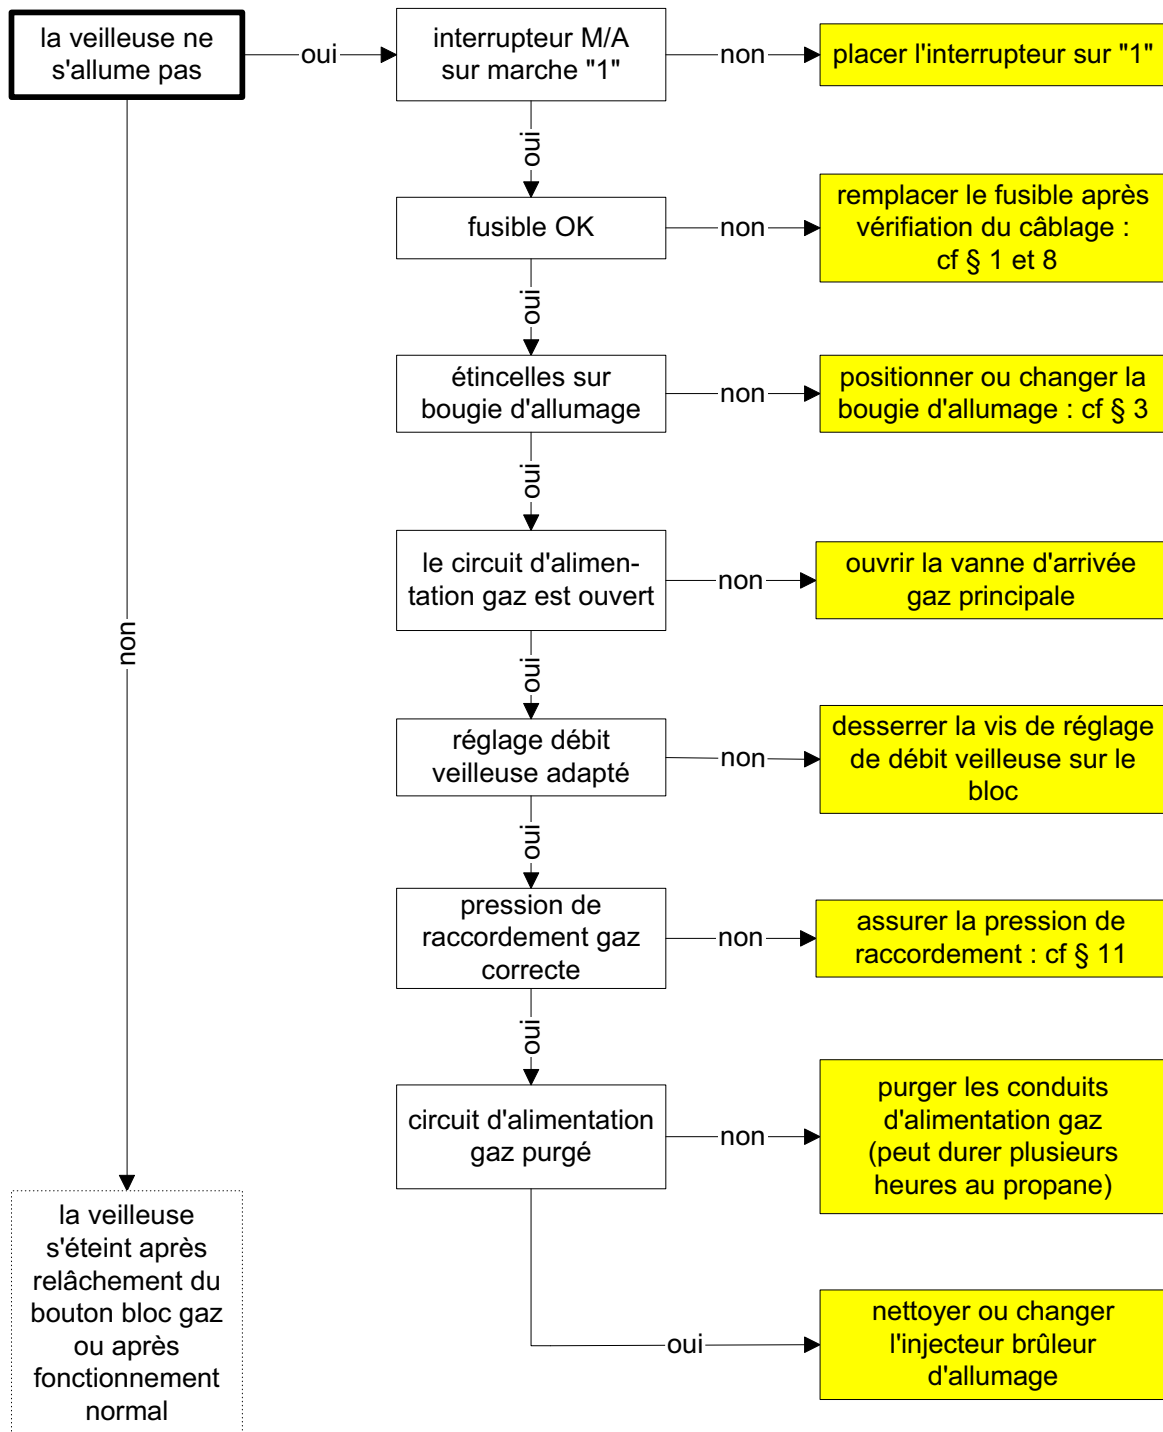 la veilleuse ne
s'allume pas
oui
interrupteur M/A
sur marche "1"
non
placer l'interrupteur sur "1"
oui
fusible OK
non
remplacer le fusible après
vérifiation du câblage :
cf § 1 et 8
oui
étincelles sur
bougie d'allumage
non
positionner ou changer la
bougie d'allumage : cf § 3
oui
le circuit d'alimen-
tation gaz est ouvert
non
ouvrir la vanne d'arrivée
gaz principale
non
oui
réglage débit
veilleuse adapté
non
desserrer la vis de réglage
de débit veilleuse sur le
bloc
oui
pression de
raccordement gaz
correcte
non
assurer la pression de
raccordement : cf § 11
oui
circuit d'alimentation
gaz purgé
non
purger les conduits
d'alimentation gaz
(peut durer plusieurs
heures au propane)
la veilleuse
s'éteint après
relâchement du
bouton bloc gaz
ou après
fonctionnement
normal
oui
nettoyer ou changer
l'injecteur brûleur
d'allumage